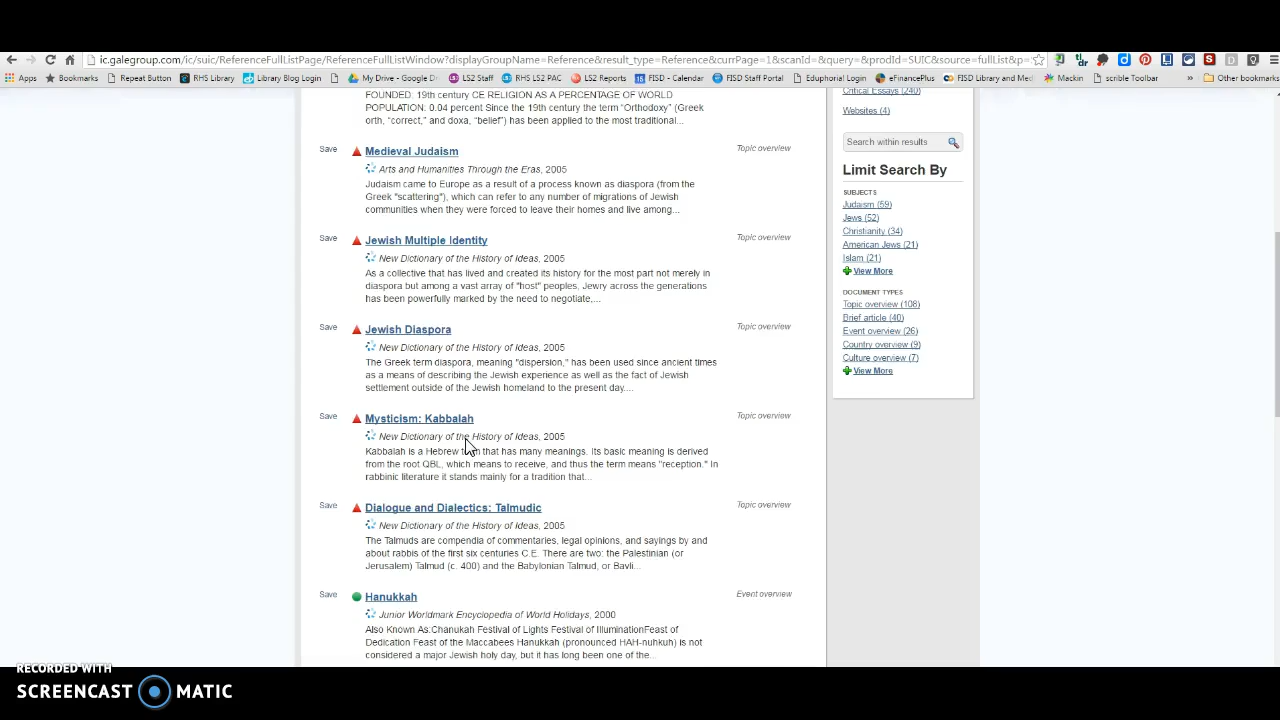 ic.galegroup.com/ic/suic/ReferenceFullListPage/ReferenceFullListWindow?displayGroupName=Reference&result_type=Reference&currPage=1&scanId=&query=&prodId=SUIC&source=fullList&p=
Apps Bookmarks Repeat Button RHS Library Library Blog Login My Drive - Google D LS2 Staff RHS LS2 PAC LS2 Reports FISD - Calendar FISD Staff Portal Eduphorial Login eFinancePlus FISD Library and Med Mackin scrible Toolbar » Other bookmarks
FOUNDED: 19th century CE RELIGION AS A PERCENTAGE OF WORLD
POPULATION: 0.04 percent Since the 19th century the term "Orthodoxy" (Greek
orth, "correct," and doxa, "belief") has been applied to the most traditional...
Save Medieval Judaism Topic overview
Arts and Humanities Through the Eras, 2005
Judaism came to Europe as a result of a process known as diaspora (from the
Greek "scattering"), which can refer to any number of migrations of Jewish
communities when they were forced to leave their homes and live among...
Save Jewish Multiple Identity Topic overview
New Dictionary of the History of Ideas, 2005
As a collective that has lived and created its history for the most part not merely in
diaspora but among a vast array of "host" peoples, Jewry across the generations
has been powerfully marked by the need to negotiate,...
Save Jewish Diaspora Topic overview
New Dictionary of the History of Ideas, 2005
The Greek term diaspora, meaning "dispersion," has been used since ancient times
as a means of describing the Jewish experience as well as the fact of Jewish
settlement outside of the Jewish homeland to the present day....
Save Mysticism: Kabbalah Topic overview
New Dictionary of the History of Ideas, 2005
Kabbalah is a Hebrew that has many meanings. Its basic meaning is derived
from the root QBL, which means to receive, and thus the term means "reception." In
rabbinic literature it stands mainly for a tradition that...
Save Dialogue and Dialectics: Talmudic Topic overview
New Dictionary of the History of Ideas, 2005
The Talmuds are compendia of commentaries, legal opinions, and sayings by and
about rabbis of the first six centuries C.E. There are two: the Palestinian (or
Jerusalem) Talmud (c. 400) and the Babylonian Talmud, or Bavli...
Save Hanukkah Event overview
Junior Worldmark Encyclopedia of World Holidays, 2000
Also Known As:Chanukah Festival of Lights Festival of IlluminationFeast of
Dedication Feast of the Maccabees Hanukkah (pronounced HAH-nuhkuh) is not
considered a major Jewish holy day, but it has long been one of the...
Critical Essays (240)
Websites (4)
Search within results
Limit Search By
SUBJECTS
Judaism (59)
Jews (52)
Christianity (34)
American Jews (21)
Islam (21)
View More
DOCUMENT TYPES
Topic overview (108)
Brief article (40)
Event overview (26)
Country overview (9)
Culture overview (7)
View More
RECORDED WITH
SCREENCAST MATIC